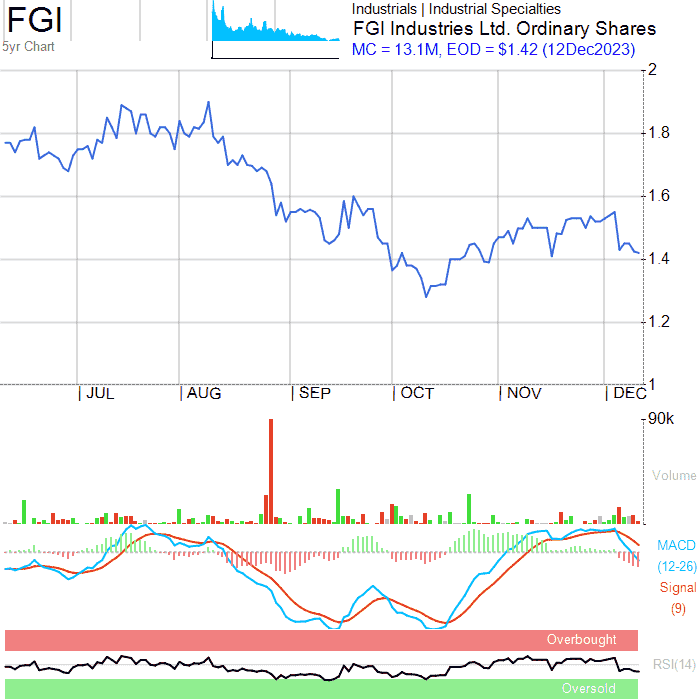 FGI
5yr Chart
Industrials | Industrial Specialties
FGI Industries Ltd. Ordinary Shares
MC = 13.1M, EOD = $1.42 (12Dec2023)
2
1.8
1.6
1.4
1.2
1
| JUL | AUG | SEP | OCT | NOV | DEC
90k
Volume
MACD
(12-26)
Signal
(9)
Overbought
RSI(14)
Oversold